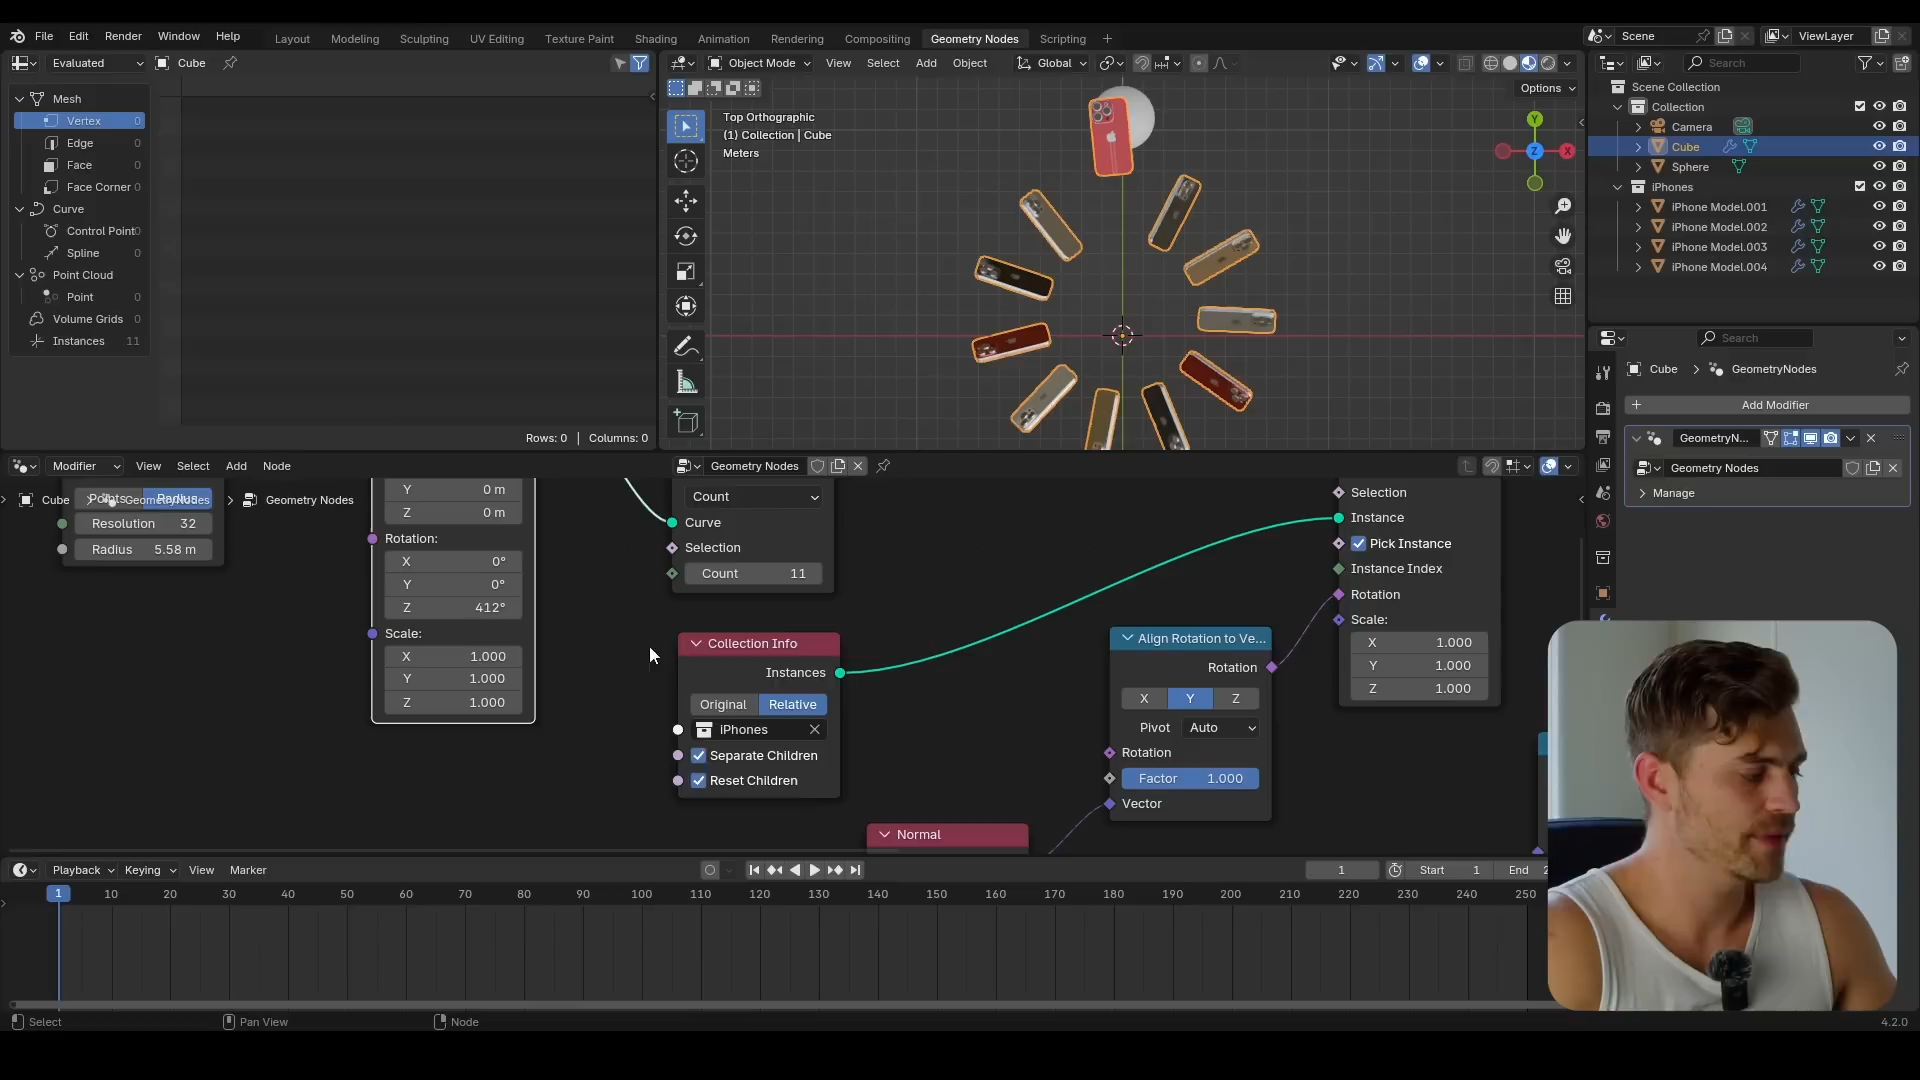 File Edit Render Window Help Layout Modeling Sculpting UV Editing Texture Paint Shading Animation Rendering Compositing Geometry Nodes Scripting + Scene ViewLayer
Evaluated Cube
Mesh
Vertex 0
Edge 0
Face 0
Face Corner 0
Curve
Control Point 0
Spline 0
Point Cloud
Point 0
Volume Grids 0
Instances 11
Rows: 0 | Columns: 0
Object Mode View Select Add Object Global
Options
Top Orthographic
(1) Collection | Cube
Meters
Y
Z
X
Search
Scene Collection
Collection
Camera
Cube
Sphere
iPhones
iPhone Model.001
iPhone Model.002
iPhone Model.003
iPhone Model.004
Search
Cube > GeometryNodes
+ Add Modifier
GeometryN...
Geometry Nodes
Manage
Modifier View Select Add Node Geometry Nodes
Cube > GeometryNodes > Geometry Nodes
Points Radius
Resolution 32
Radius 5.58 m
Y 0 m
Z 0 m
Rotation:
X 0°
Y 0°
Z 412°
Scale:
X 1.000
Y 1.000
Z 1.000
Count
Curve
Selection
Count 11
Collection Info
Instances
Original Relative
iPhones
Separate Children
Reset Children
Normal
Align Rotation to Ve...
Rotation
X Y Z
Pivot Auto
Rotation
Factor 1.000
Vector
Selection
Instance
Pick Instance
Instance Index
Rotation
Scale:
X 1.000
Y 1.000
Z 1.000
Playback Keying View Marker 1 Start 1 End 2
1 10 20 30 40 50 60 70 80 90 100 110 120 130 140 150 160 170 180 190 200 210 220 230 240 250
Select Pan View Node 4.2.0